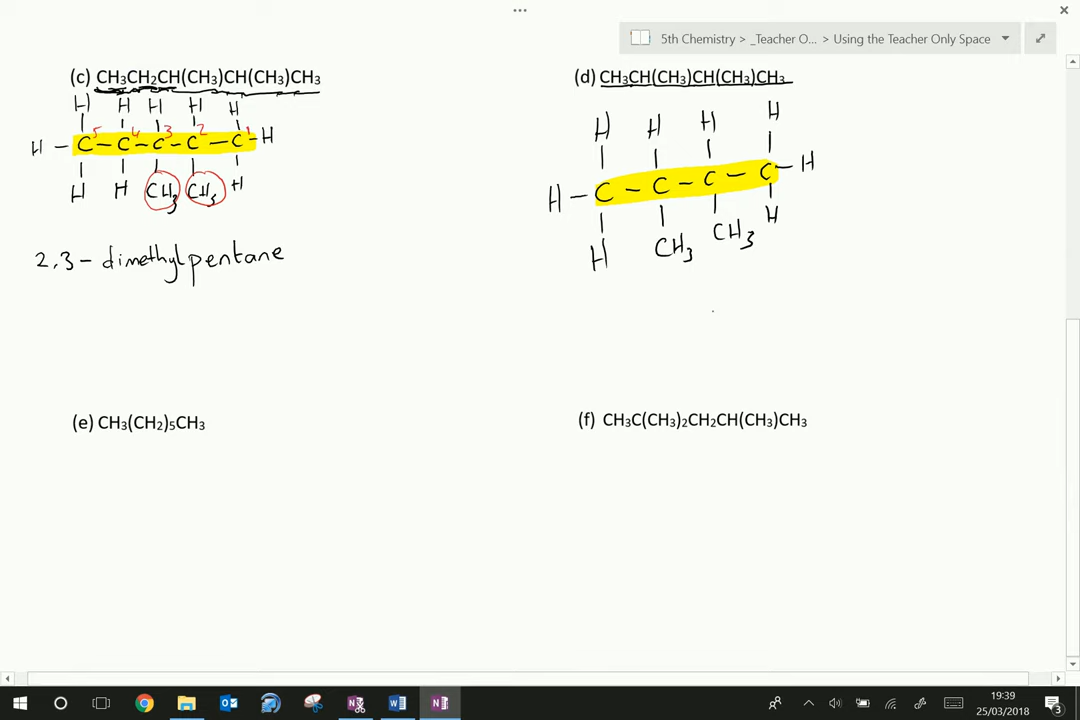 5th Chemistry > _Teacher O... > Using the Teacher Only Space
(c) CH3CH2CH(CH3)CH(CH3)CH3
H H H H H
5 4 3 2 1
H - C - C - C - C - C - H
H H CH3 CH3 H
2,3 - dimethylpentane
(d) CH3CH(CH3)CH(CH3)CH3
H H H H
H - C - C - C - C - H
H CH3 CH3 H
(e) CH3(CH2)5CH3
(f) CH3C(CH3)2CH2CH(CH3)CH3
19:39
25/03/2018
3